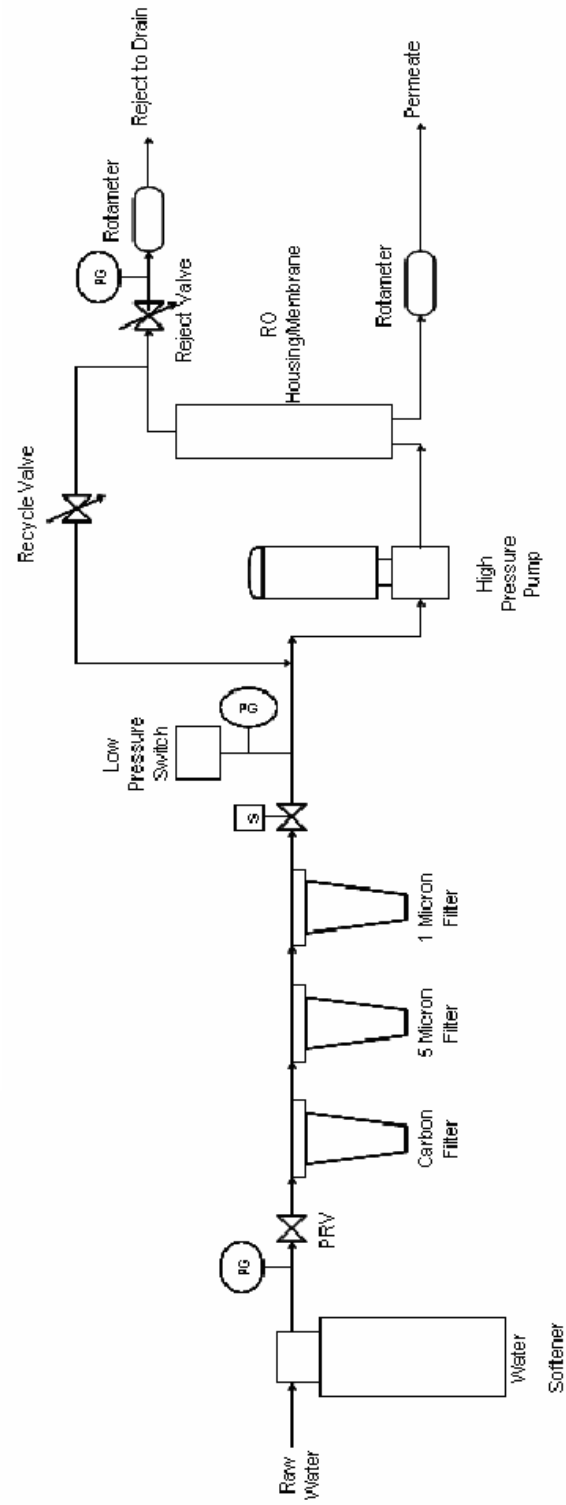 Raw
Water
Water
Softener
PG
PRV
Carbon
Filter
5 Micron
Filter
1 Micron
Filter
S
Low
Pressure
Switch
PG
Recycle Valve
High
Pressure
Pump
RO
Housing/Membrane
Reject Valve
PG
Rotameter
Reject to Drain
Rotameter
Permeate